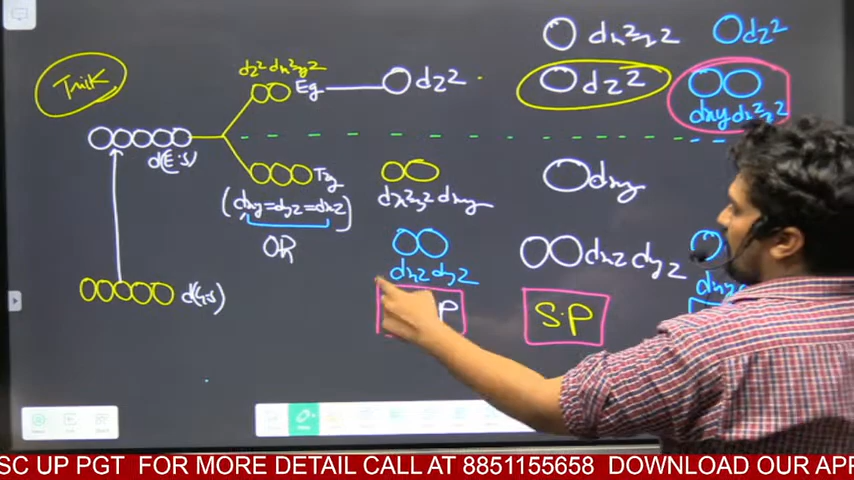 dx²-y²
dz²
Trick
dz² dx²-y²
Eg
dz²
dz²
dxy dx²-y²
d(E·s)
T₂g
(dxy=dyz=dxz)
dx²-y² dxy
dxy
OR
dxz dyz
dxz dyz
d(G·s)
P
S·P
SC UP PGT FOR MORE DETAIL CALL AT 8851155658 DOWNLOAD OUR APP